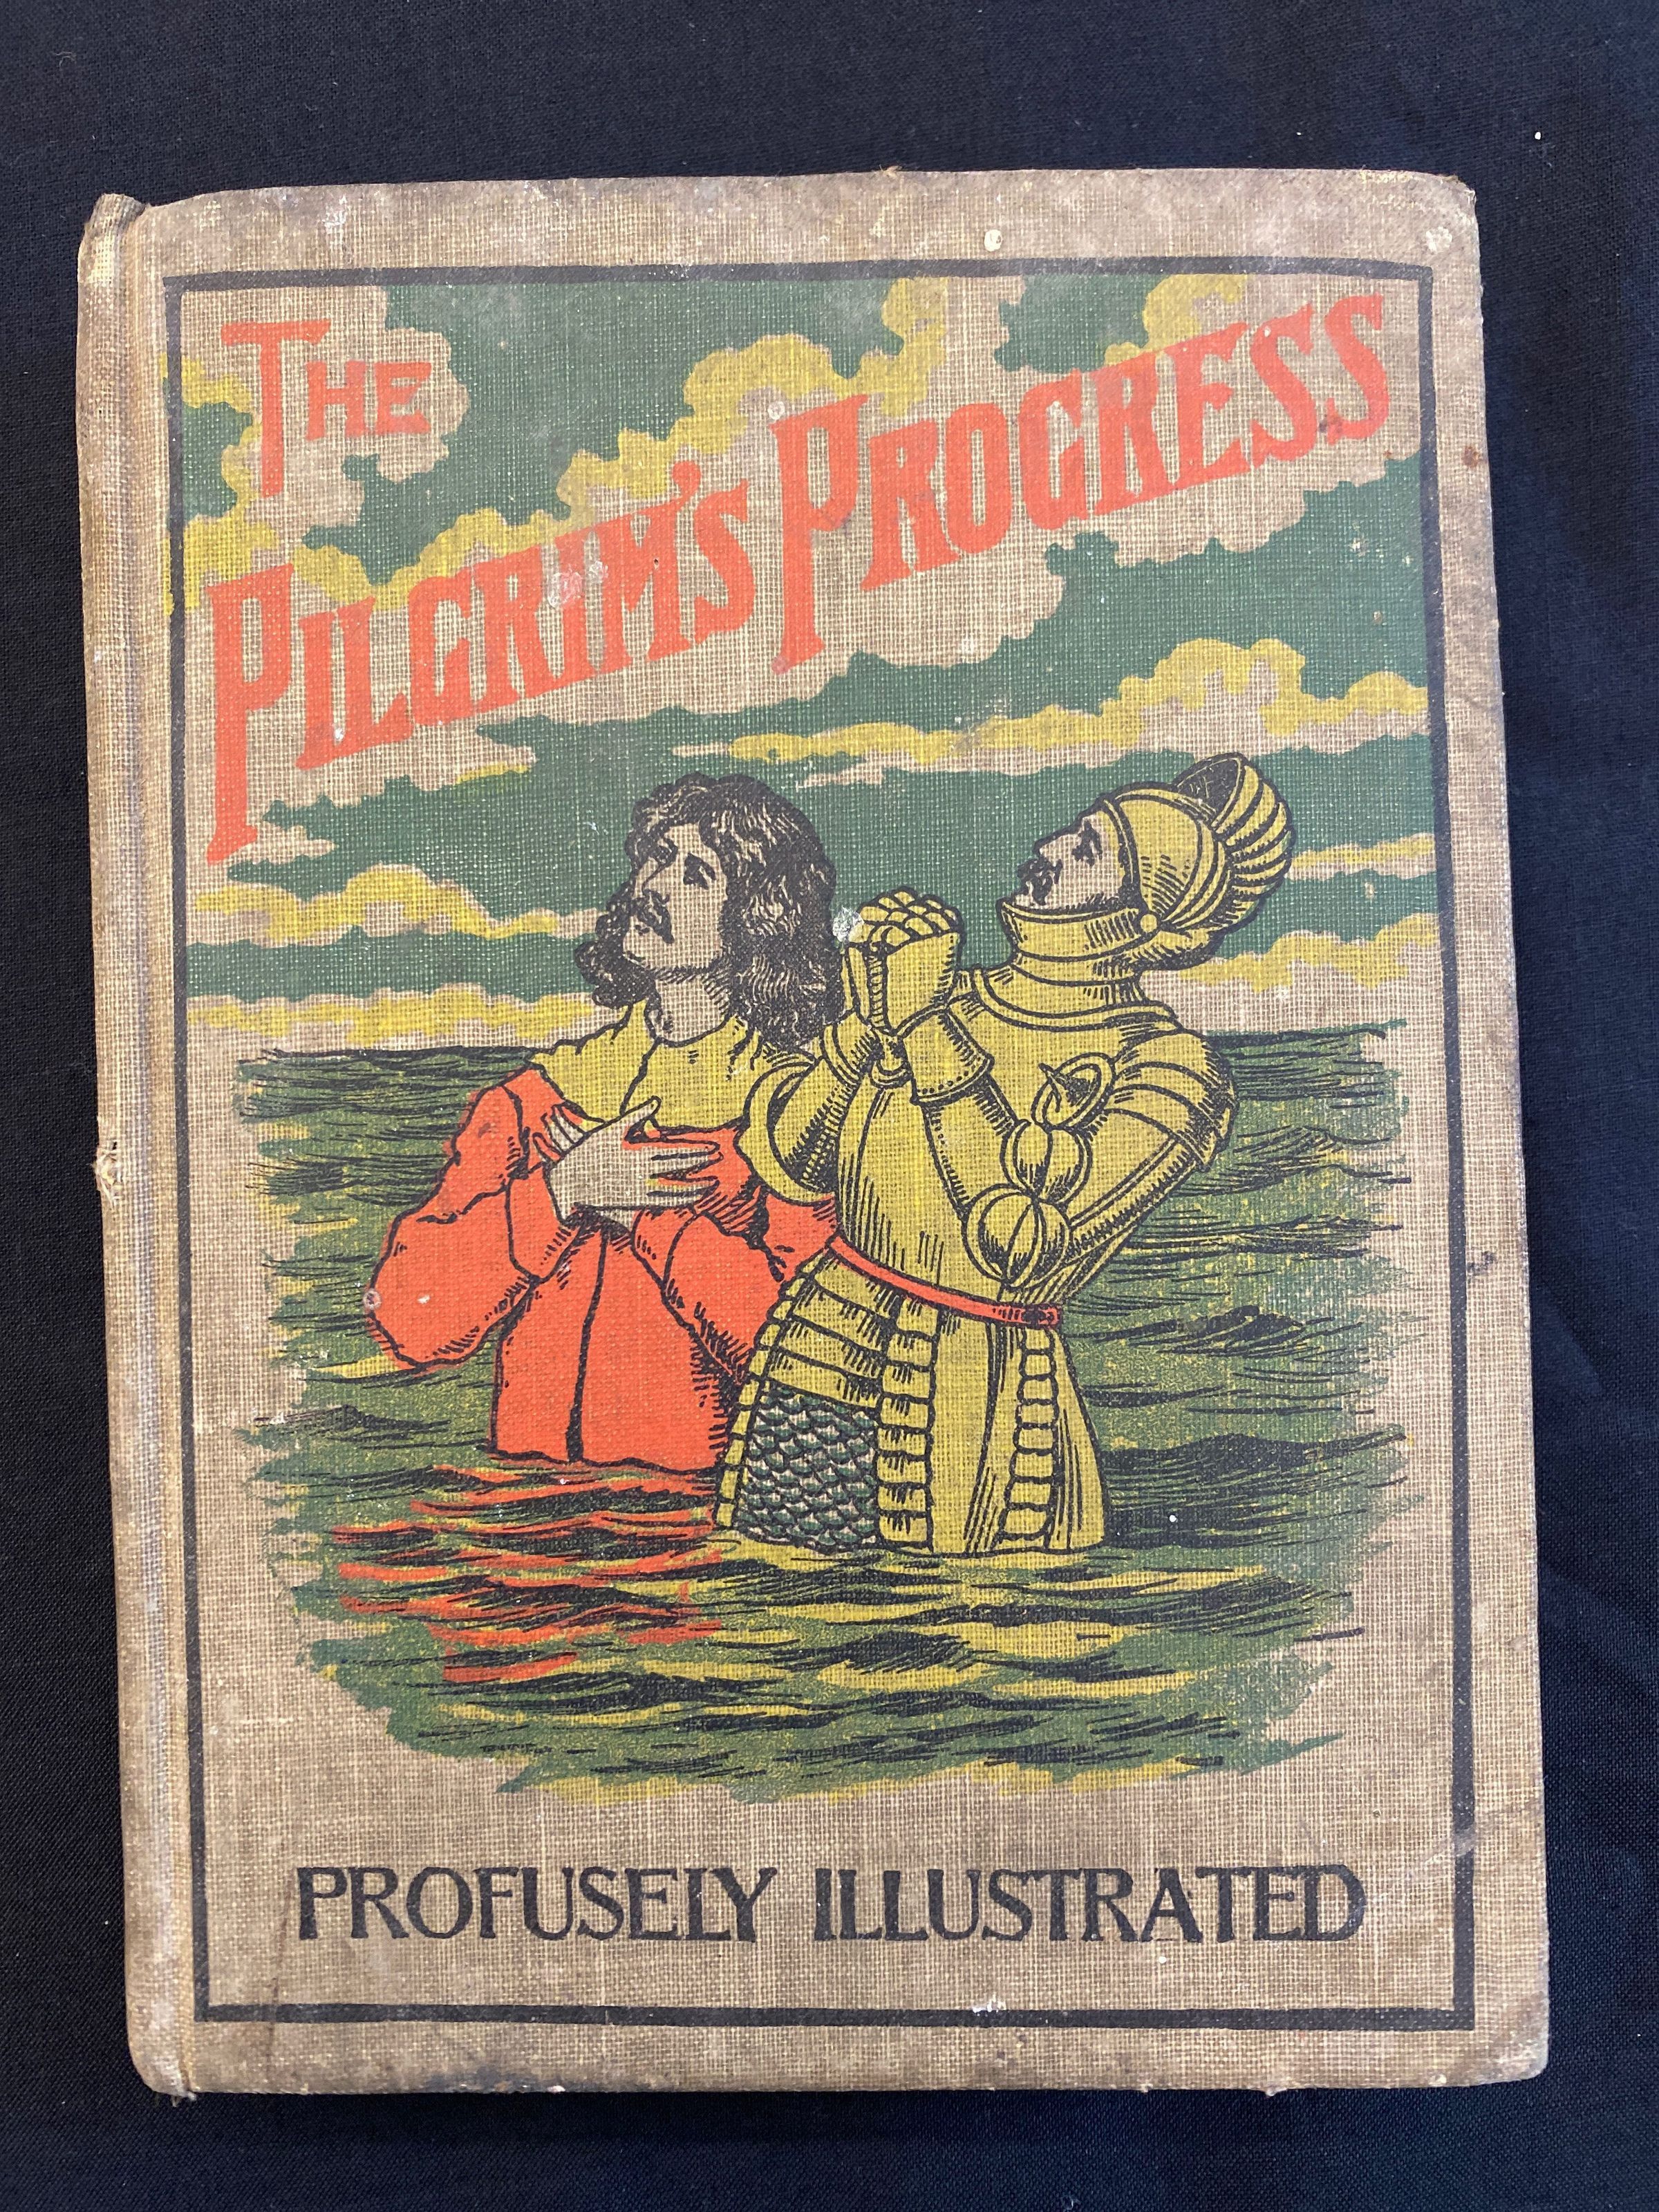 THE
PILGRIM'S PROGRESS
PROFUSELY ILLUSTRATED